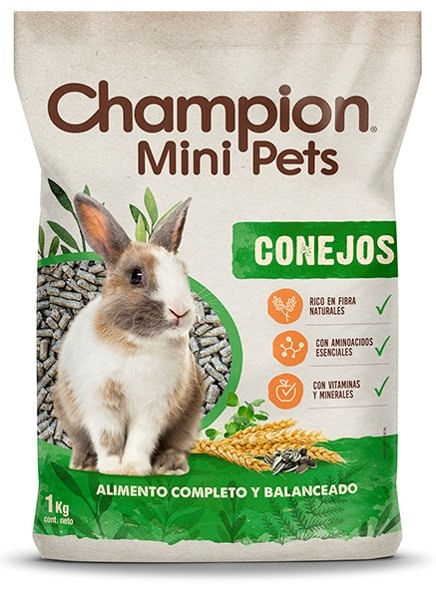 Champion®
Mini Pets
CONEJOS
RICO EN FIBRA
NATURALES
CON AMINOACIDOS
ESENCIALES
CON VITAMINAS
Y MINERALES
ALIMENTO COMPLETO Y BALANCEADO
1Kg
cont. neto